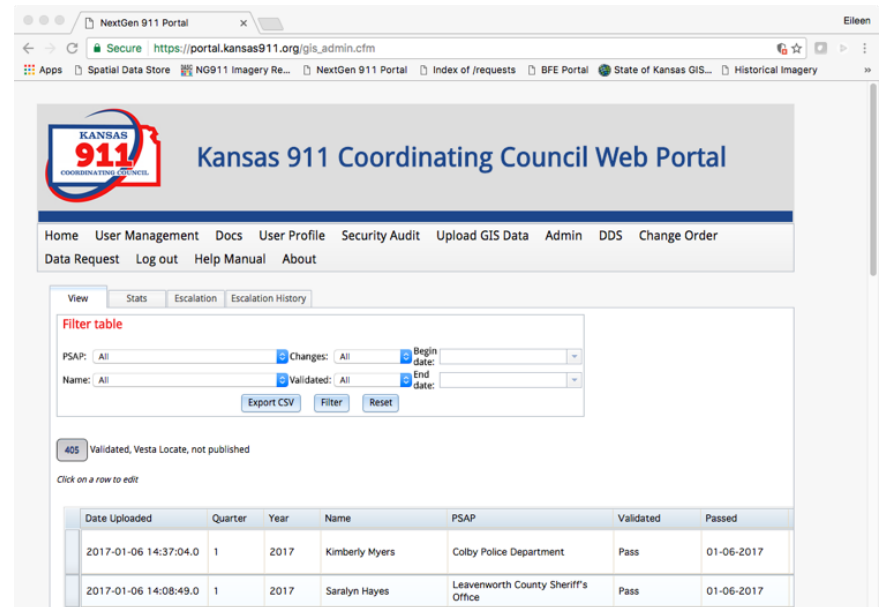 NextGen 911 Portal
Eileen
Secure https://portal.kansas911.org/gis_admin.cfm
Apps Spatial Data Store NG911 Imagery Re... NextGen 911 Portal Index of /requests BFE Portal State of Kansas GIS... Historical Imagery »
KANSAS
911
COORDINATING COUNCIL
Kansas 911 Coordinating Council Web Portal
Home User Management Docs User Profile Security Audit Upload GIS Data Admin DDS Change Order
Data Request Log out Help Manual About
View Stats Escalation Escalation History
Filter table
PSAP: All Changes: All Begin date:
Name: All Validated: All End date:
Export CSV Filter Reset
405 Validated, Vesta Locate, not published
Click on a row to edit
Date Uploaded Quarter Year Name PSAP Validated Passed
2017-01-06 14:37:04.0 1 2017 Kimberly Myers Colby Police Department Pass 01-06-2017
2017-01-06 14:08:49.0 1 2017 Saralyn Hayes Leavenworth County Sheriff's Office Pass 01-06-2017